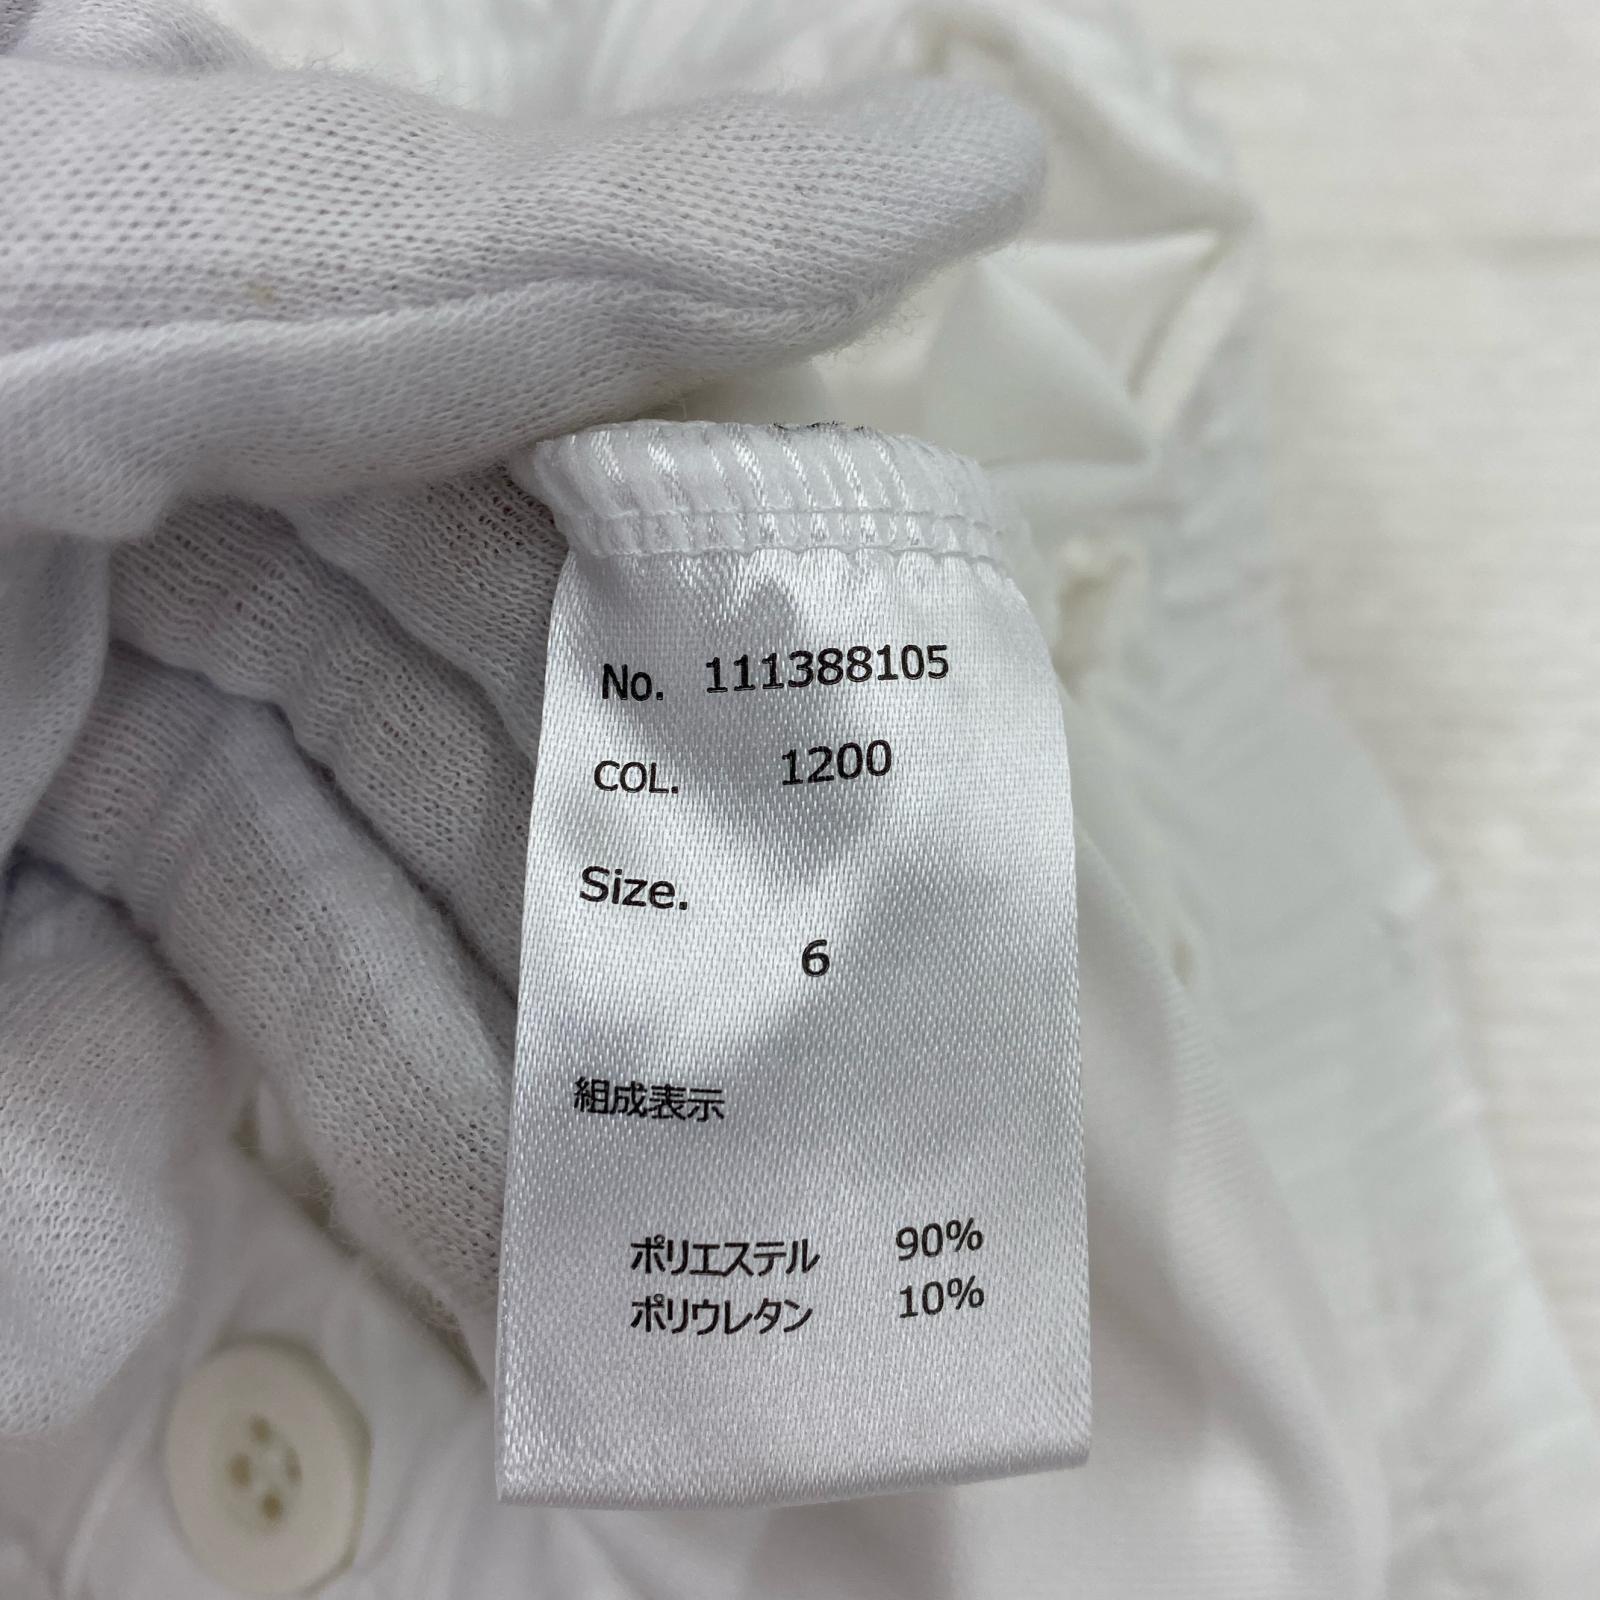 No. 111388105
COL. 1200
Size.
6
組成表示
ポリエステル 90%
ポリウレタン 10%